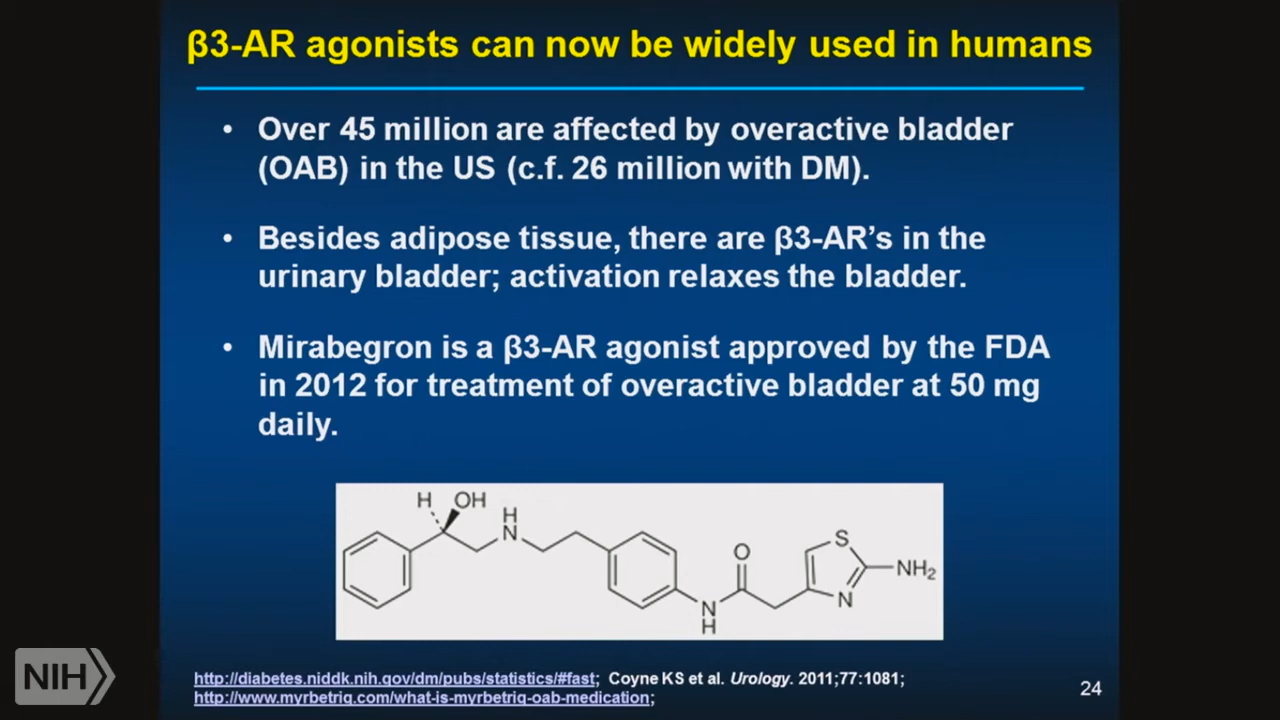 β3-AR agonists can now be widely used in humans
• Over 45 million are affected by overactive bladder
(OAB) in the US (c.f. 26 million with DM).
• Besides adipose tissue, there are β3-AR's in the
urinary bladder; activation relaxes the bladder.
• Mirabegron is a β3-AR agonist approved by the FDA
in 2012 for treatment of overactive bladder at 50 mg
daily.
H OH
H
N
O
N
H
S
N
NH2
NIH
http://diabetes.niddk.nih.gov/dm/pubs/statistics/#fast; Coyne KS et al. Urology. 2011;77:1081;
http://www.myrbetriq.com/what-is-myrbetriq-oab-medication;
24